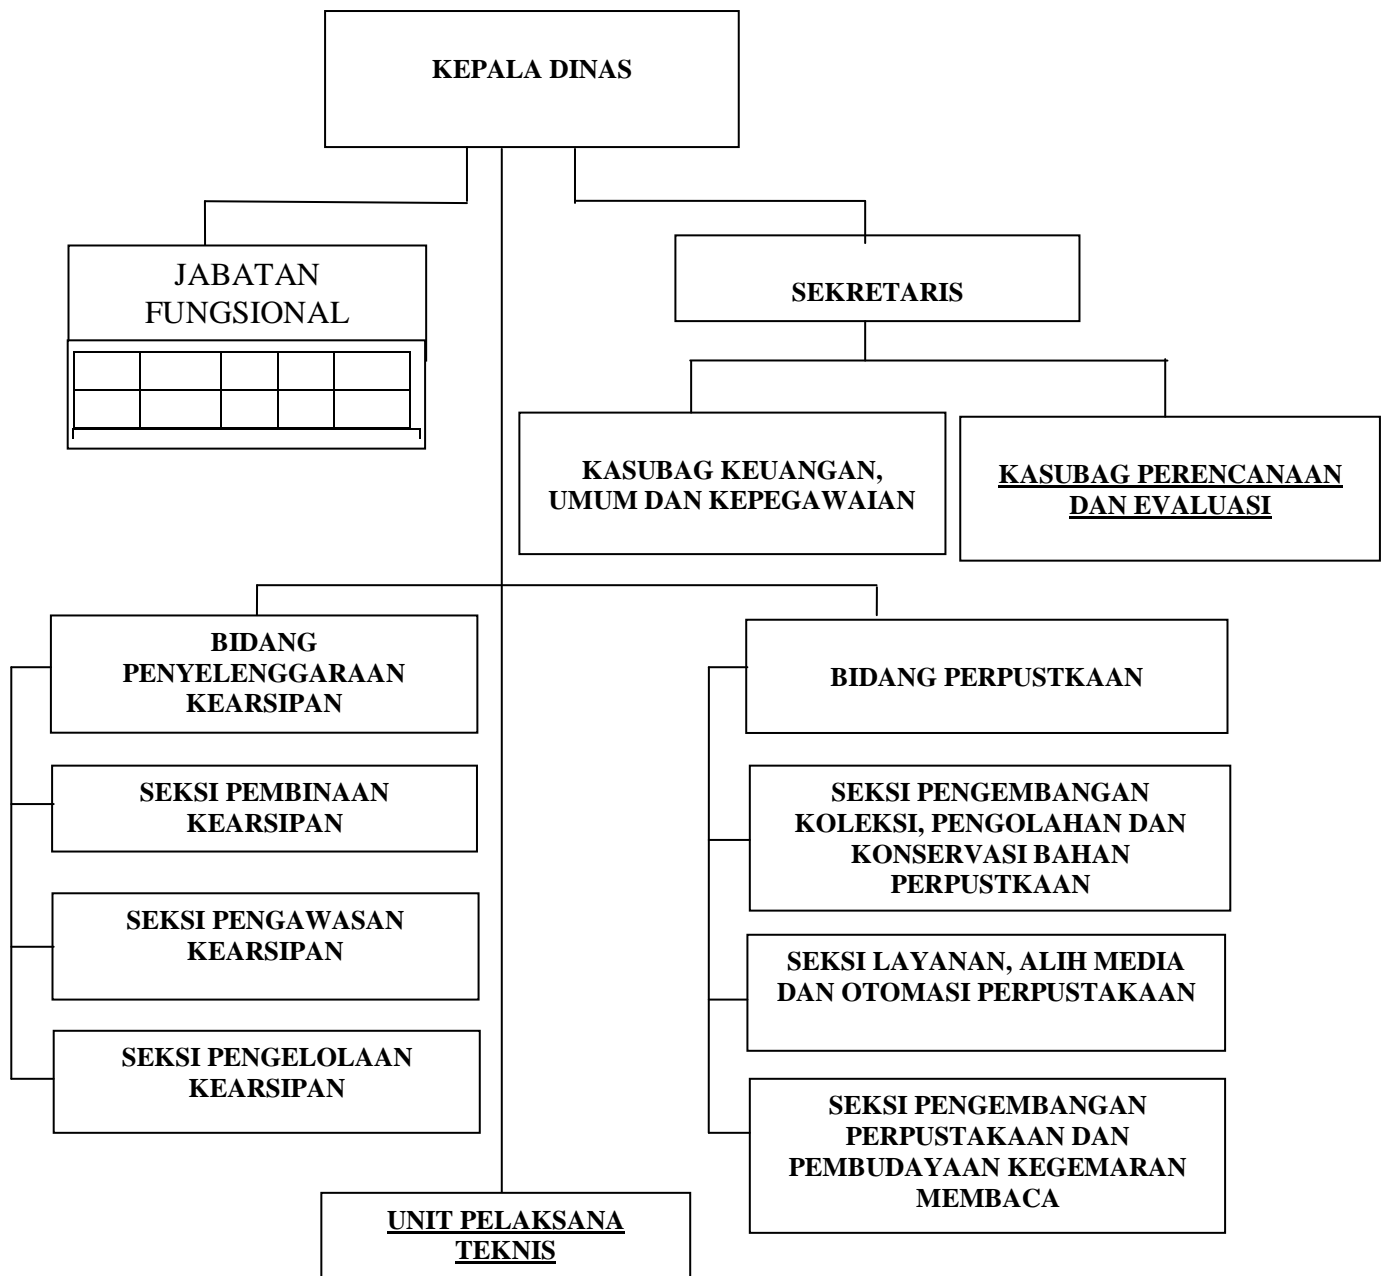 KEPALA DINAS
JABATAN
FUNGSIONAL
SEKRETARIS
KASUBAG KEUANGAN,
UMUM DAN KEPEGAWAIAN
KASUBAG PERENCANAAN
DAN EVALUASI
BIDANG
PENYELENGGARAAN
KEARSIPAN
SEKSI PEMBINAAN
KEARSIPAN
SEKSI PENGAWASAN
KEARSIPAN
SEKSI PENGELOLAAN
KEARSIPAN
BIDANG PERPUSTKAAN
SEKSI PENGEMBANGAN
KOLEKSI, PENGOLAHAN DAN
KONSERVASI BAHAN
PERPUSTKAAN
SEKSI LAYANAN, ALIH MEDIA
DAN OTOMASI PERPUSTAKAAN
SEKSI PENGEMBANGAN
PERPUSTAKAAN DAN
PEMBUDAYAAN KEGEMARAN
MEMBACA
UNIT PELAKSANA
TEKNIS